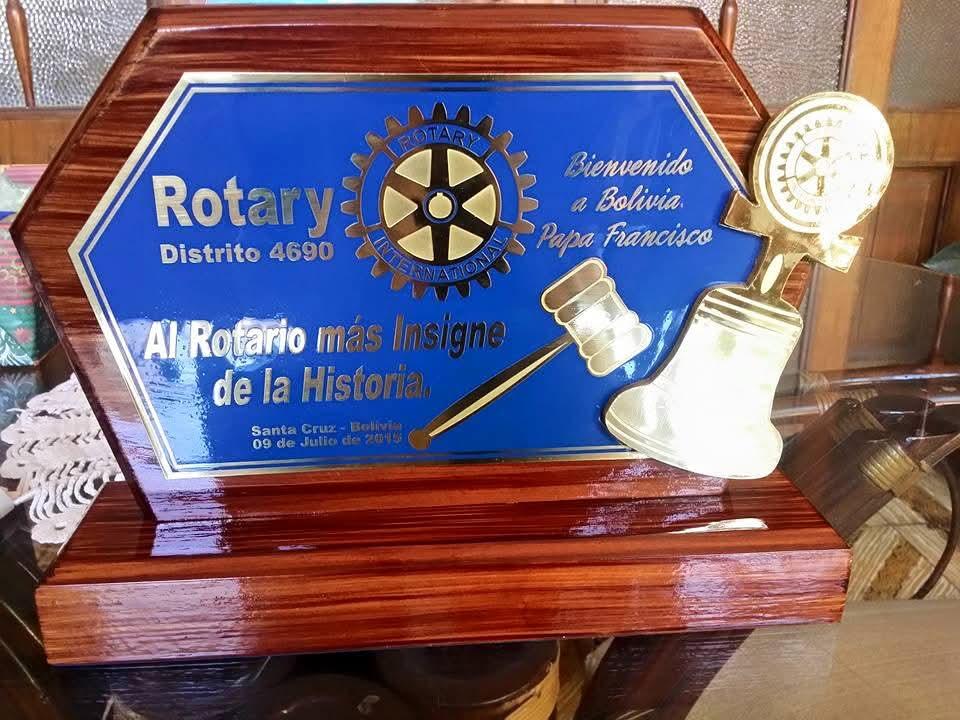 Rotary
Distrito 4690
ROTARY
INTERNATIONAL
Bienvenido
a Bolivia
Papa Francisco
Al Rotario más Insigne
de la Historia.
Santa Cruz - Bolivia
09 de Julio de 2015